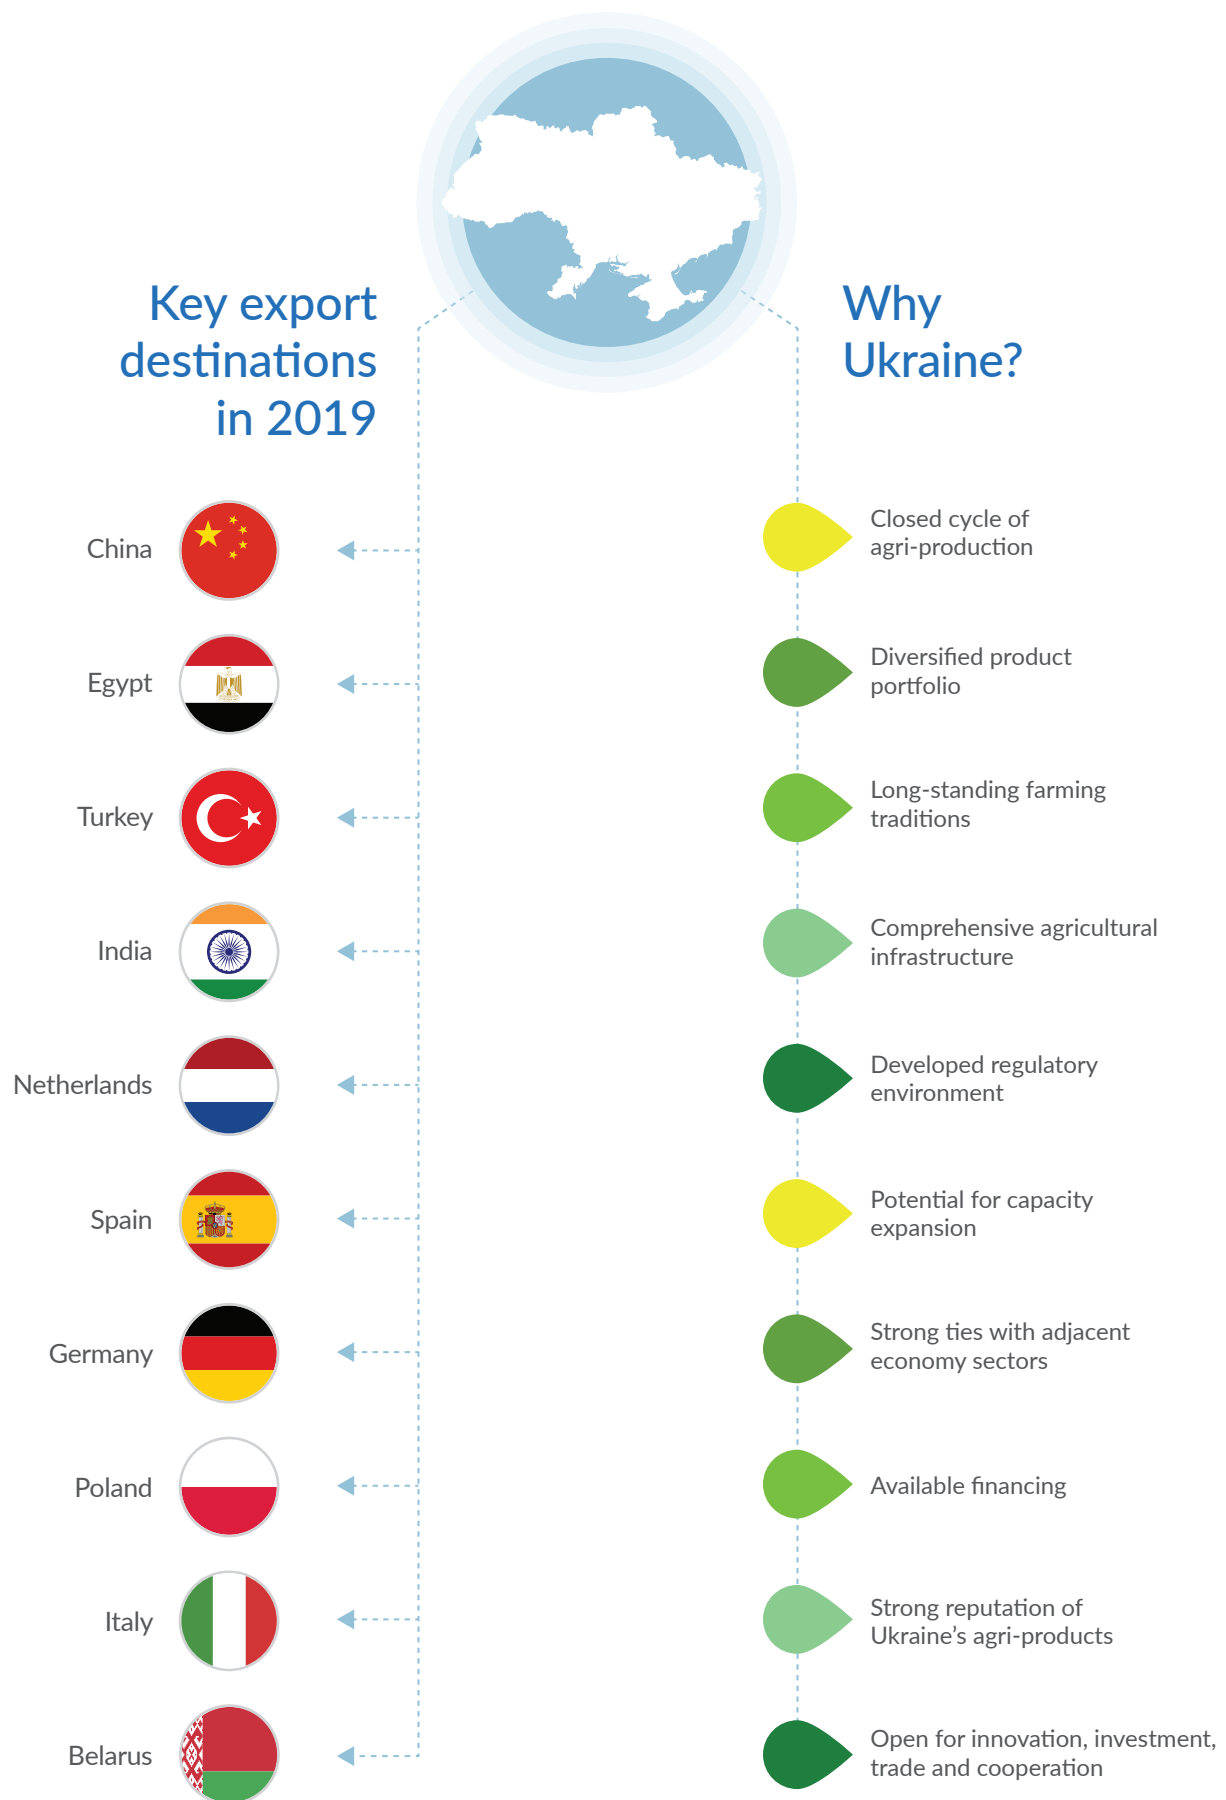 Key export
destinations
in 2019
China
Egypt
Turkey
India
Netherlands
Spain
Germany
Poland
Italy
Belarus
Why
Ukraine?
Closed cycle of
agri-production
Diversified product
portfolio
Long-standing farming
traditions
Comprehensive agricultural
infrastructure
Developed regulatory
environment
Potential for capacity
expansion
Strong ties with adjacent
economy sectors
Available financing
Strong reputation of
Ukraine’s agri-products
Open for innovation, investment,
trade and cooperation